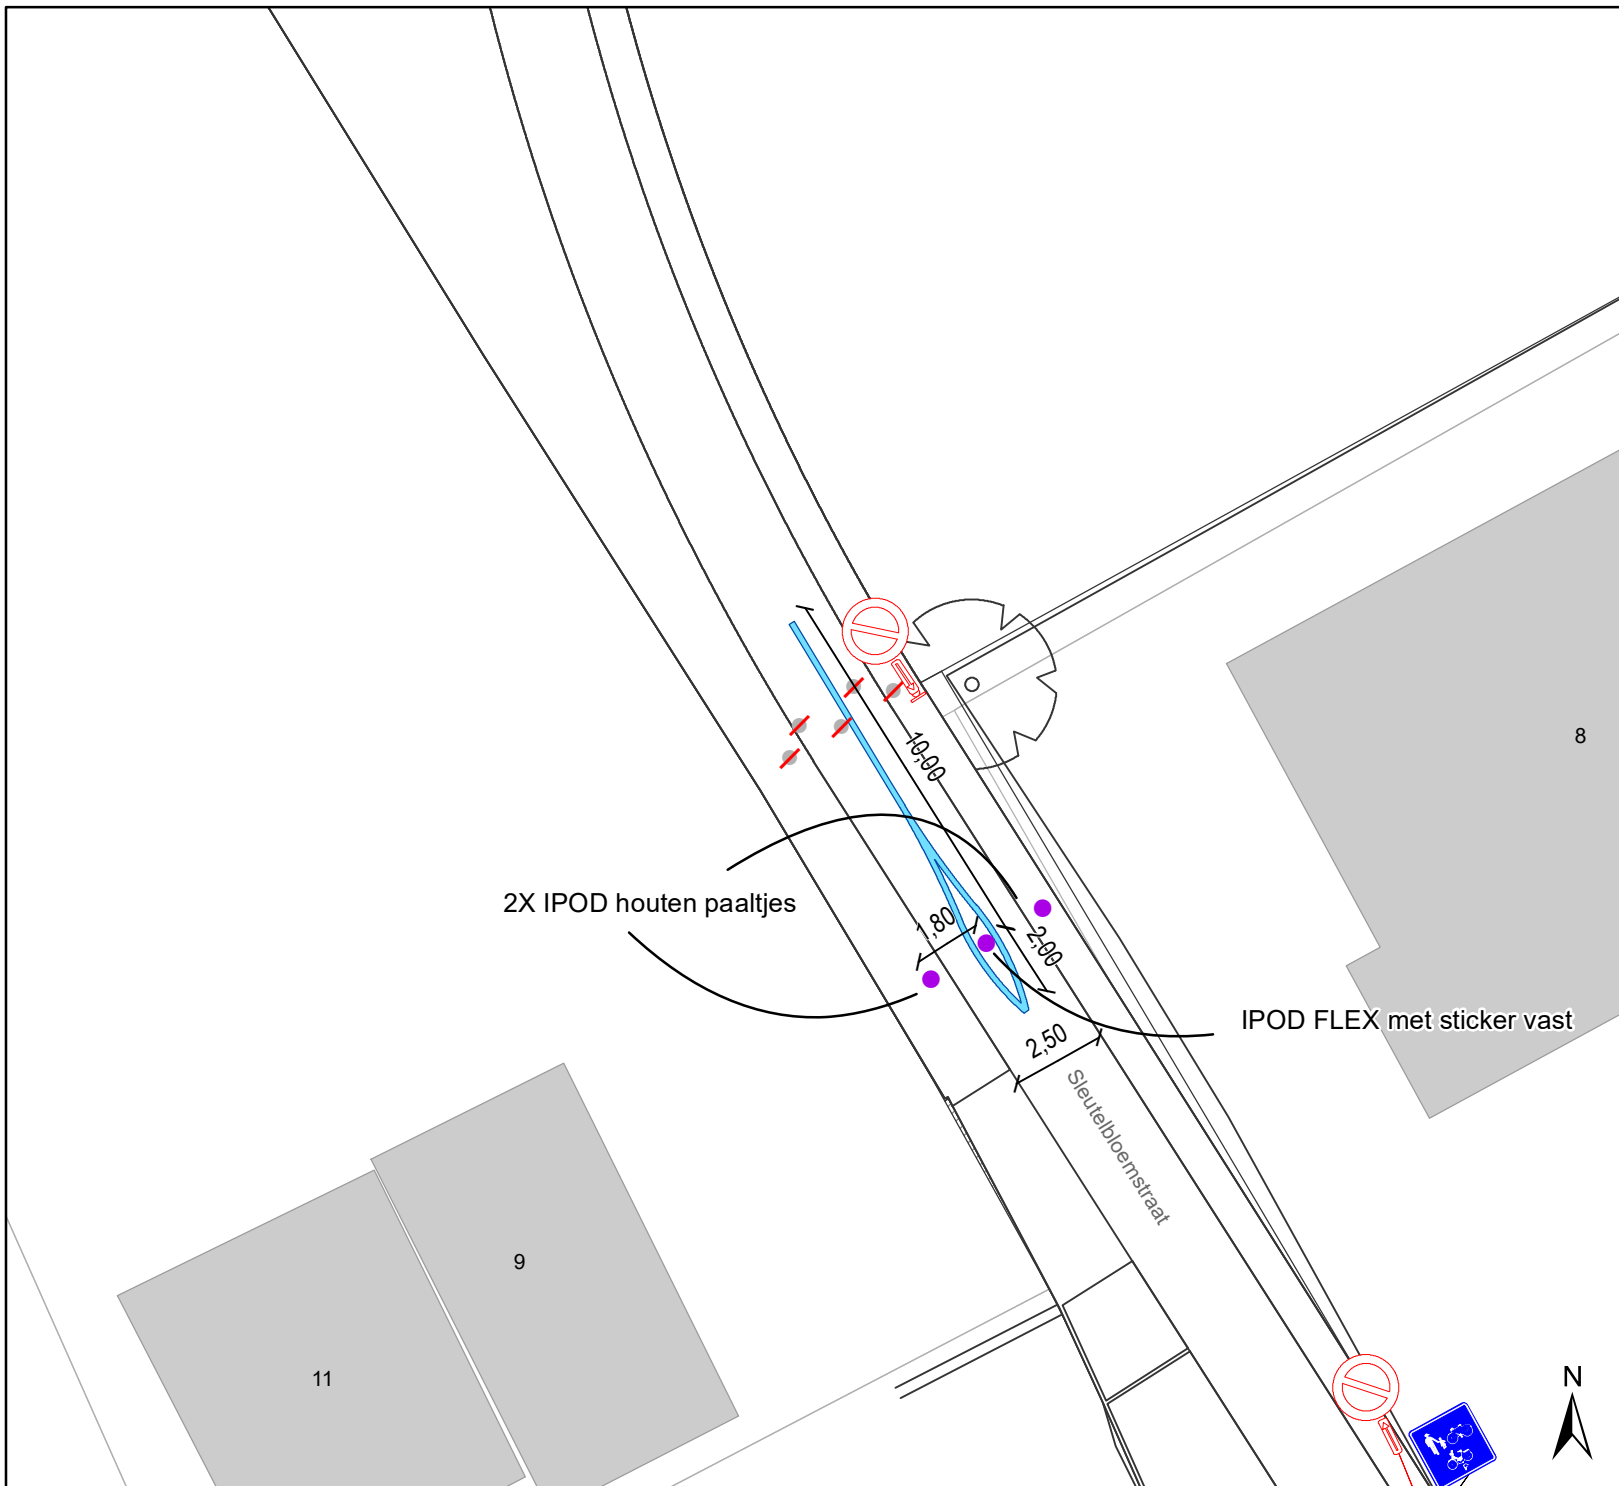 8
10,00
2X IPOD houten paaltjes
1,80
2,00
IPOD FLEX met sticker vast
2,50
Sleutelbloemstraat
9
11
N